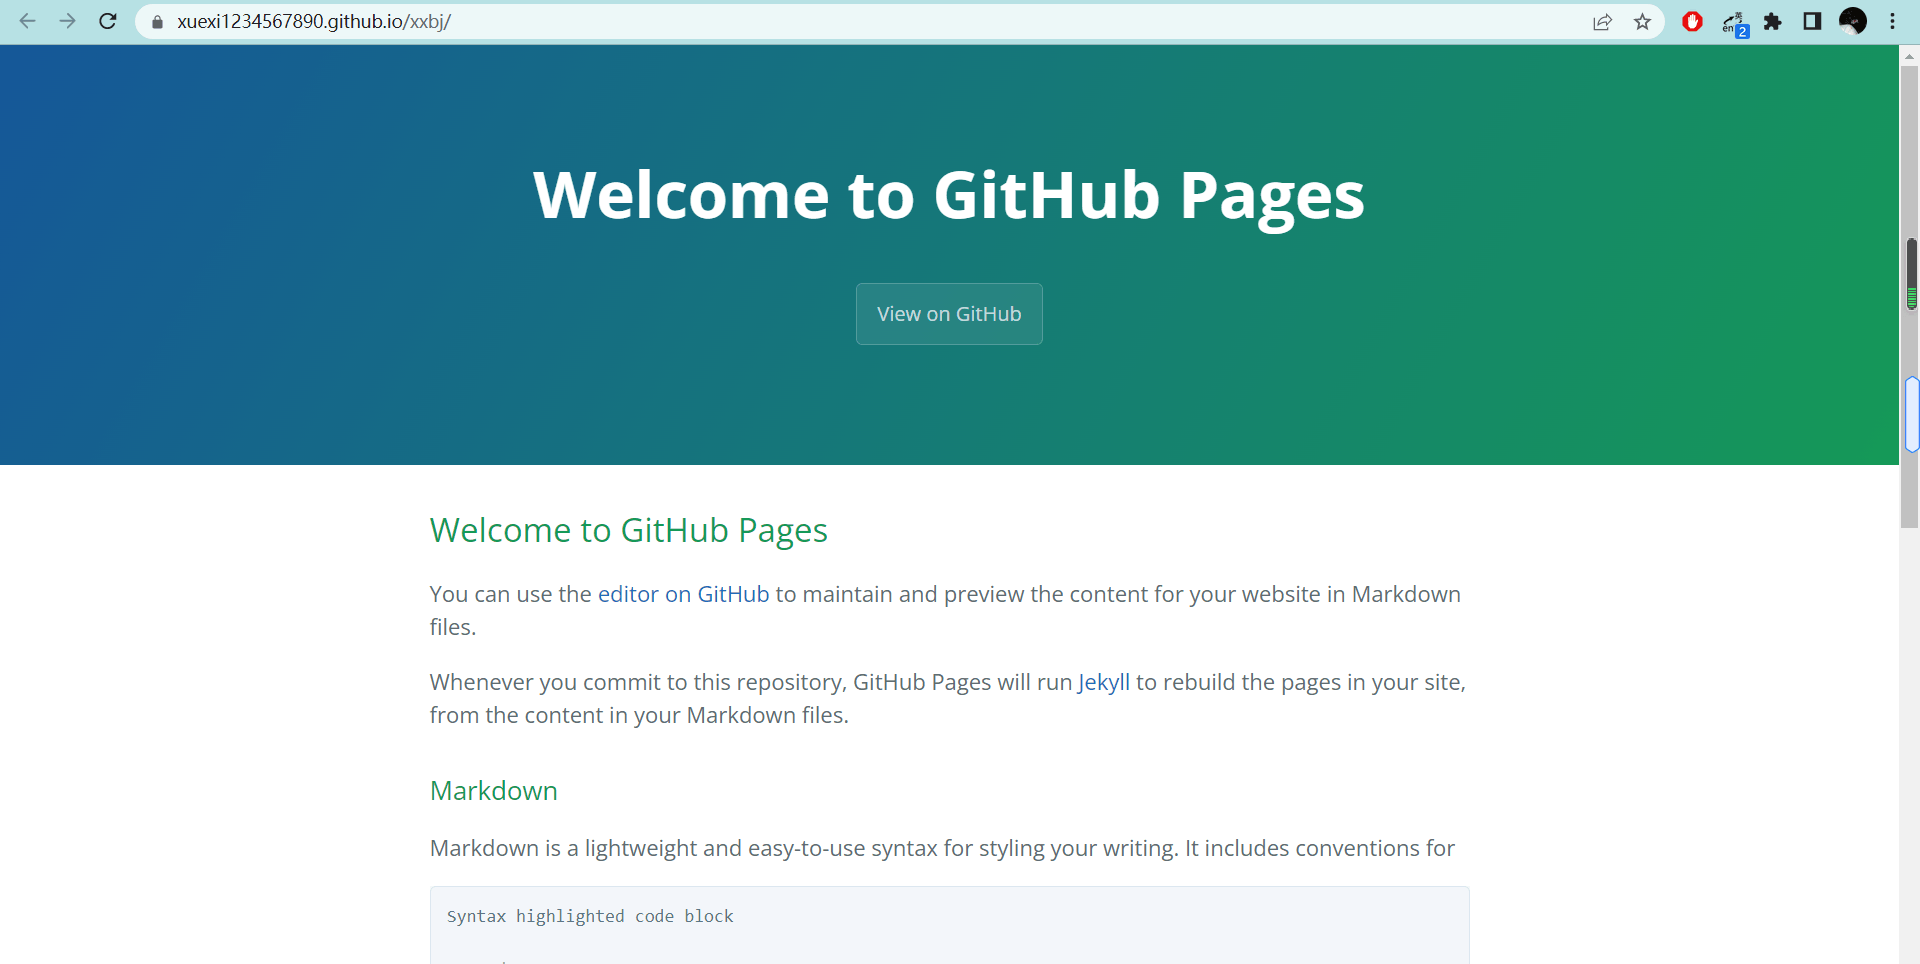 xuexi1234567890.github.io/xxbj/
英
en
2
Welcome to GitHub Pages
View on GitHub
Welcome to GitHub Pages
You can use the editor on GitHub to maintain and preview the content for your website in Markdown
files.
Whenever you commit to this repository, GitHub Pages will run Jekyll to rebuild the pages in your site,
from the content in your Markdown files.
Markdown
Markdown is a lightweight and easy-to-use syntax for styling your writing. It includes conventions for
Syntax highlighted code block